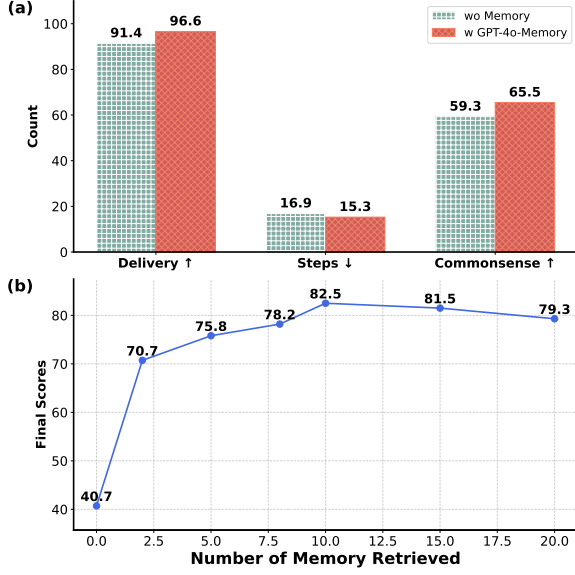 (a)
wo Memory
w GPT-4o-Memory
100
80
60
40
20
0
Count
91.4
96.6
16.9
15.3
59.3
65.5
Delivery ↑
Steps ↓
Commonsense ↑
(b)
80
70
60
50
40
Final Scores
40.7
70.7
75.8
78.2
82.5
81.5
79.3
0.0 2.5 5.0 7.5 10.0 12.5 15.0 17.5 20.0
Number of Memory Retrieved